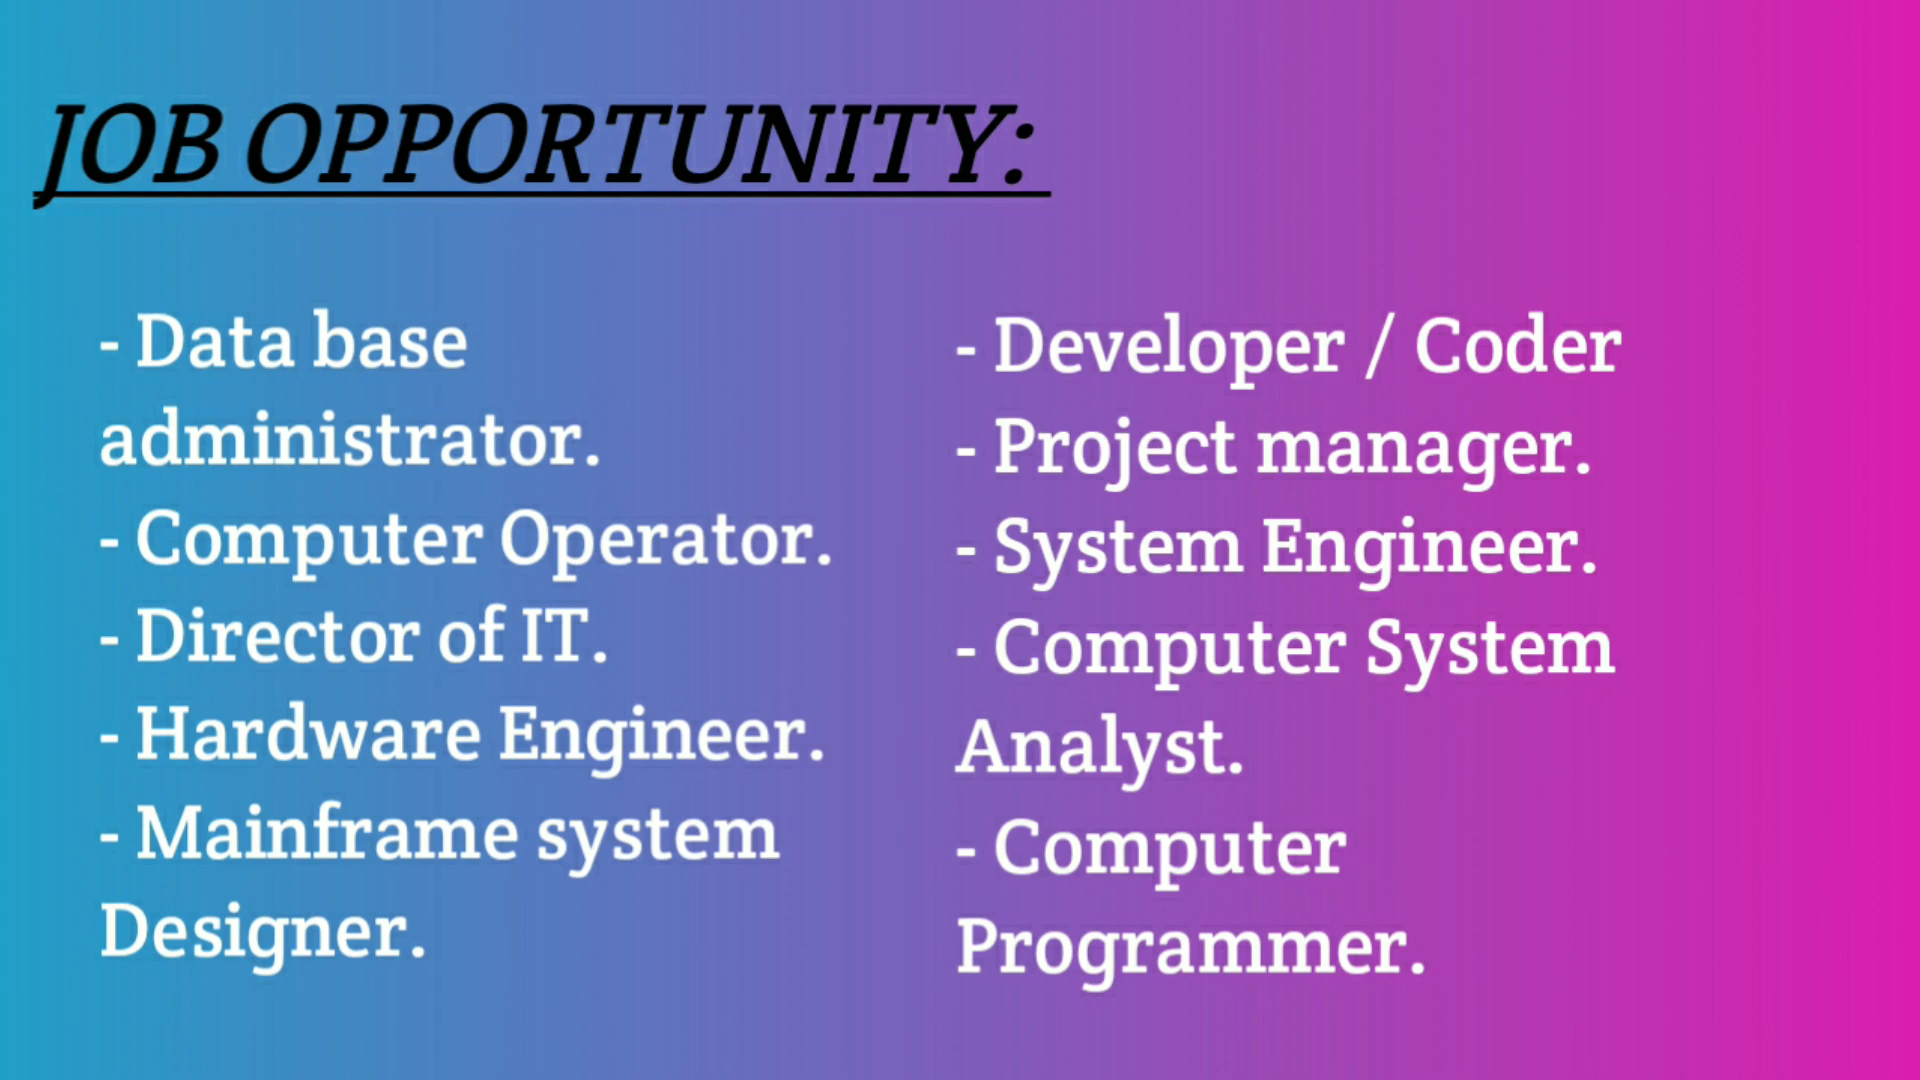 JOB OPPORTUNITY:
- Data base
administrator.
- Computer Operator.
- Director of IT.
- Hardware Engineer.
- Mainframe system
Designer.
- Developer / Coder
- Project manager.
- System Engineer.
- Computer System
Analyst.
- Computer
Programmer.